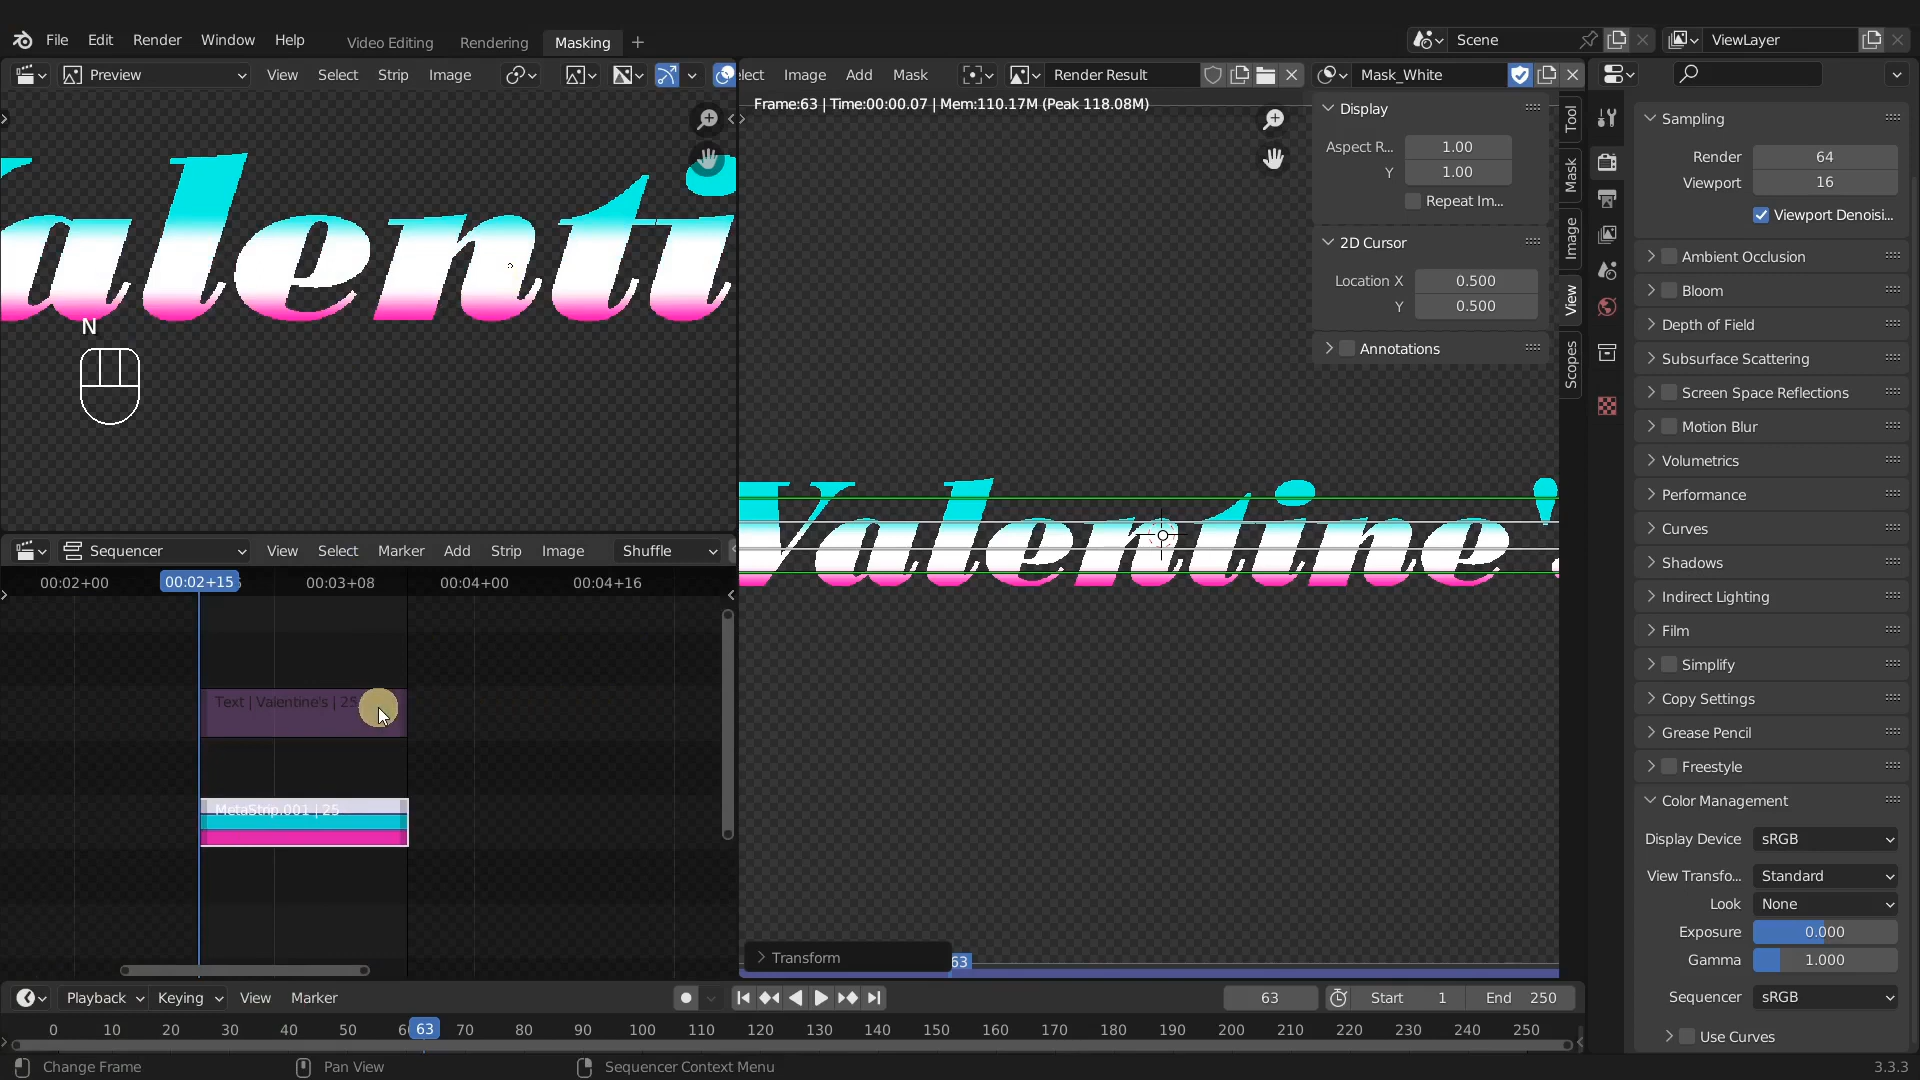 File Edit Render Window Help
Video Editing Rendering Masking
Scene
ViewLayer
Preview
View Select Strip Image
lect Image Add Mask
Render Result
Mask_White
Frame:63 | Time:00:00.07 | Mem:110.17M (Peak 118.08M)
alenti
N
Valentine'
Display
Aspect R... 1.00
Y 1.00
Repeat Im...
2D Cursor
Location X 0.500
Y 0.500
Annotations
Tool
Mask
Image
View
Scopes
Sampling
Render 64
Viewport 16
Viewport Denoisi...
Ambient Occlusion
Bloom
Depth of Field
Subsurface Scattering
Screen Space Reflections
Motion Blur
Volumetrics
Performance
Curves
Shadows
Indirect Lighting
Film
Simplify
Copy Settings
Grease Pencil
Freestyle
Color Management
Display Device sRGB
View Transfo... Standard
Look None
Exposure 0.000
Gamma 1.000
Sequencer sRGB
Use Curves
Sequencer
View Select Marker Add Strip Image
Shuffle
00:02+00 00:02+15 00:03+08 00:04+00 00:04+16
Text | Valentine's | 25
MetaStrip.001 | 25
Transform
63
Playback Keying View Marker
63
Start 1
End 250
0 10 20 30 40 50 63 70 80 90 100 110 120 130 140 150 160 170 180 190 200 210 220 230 240 250
Change Frame
Pan View
Sequencer Context Menu
3.3.3